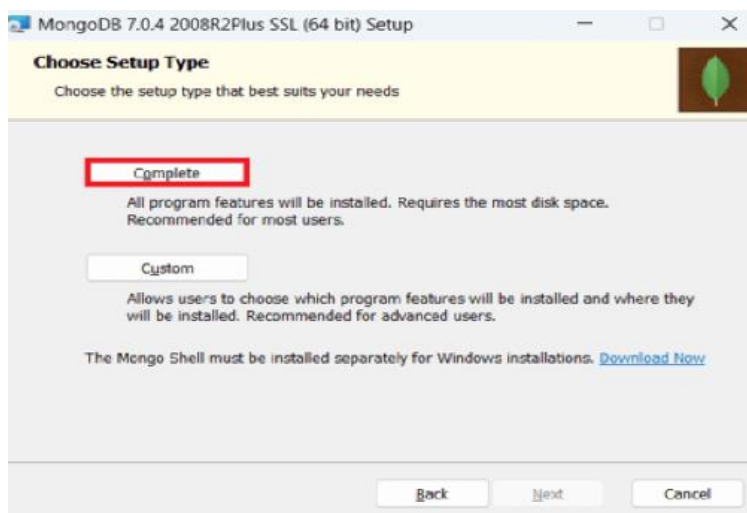 MongoDB 7.0.4 2008R2Plus SSL (64 bit) Setup
Choose Setup Type
Choose the setup type that best suits your needs
Complete
All program features will be installed. Requires the most disk space.
Recommended for most users.
Custom
Allows users to choose which program features will be installed and where they
will be installed. Recommended for advanced users.
The Mongo Shell must be installed separately for Windows installations. Download Now
Back Next Cancel